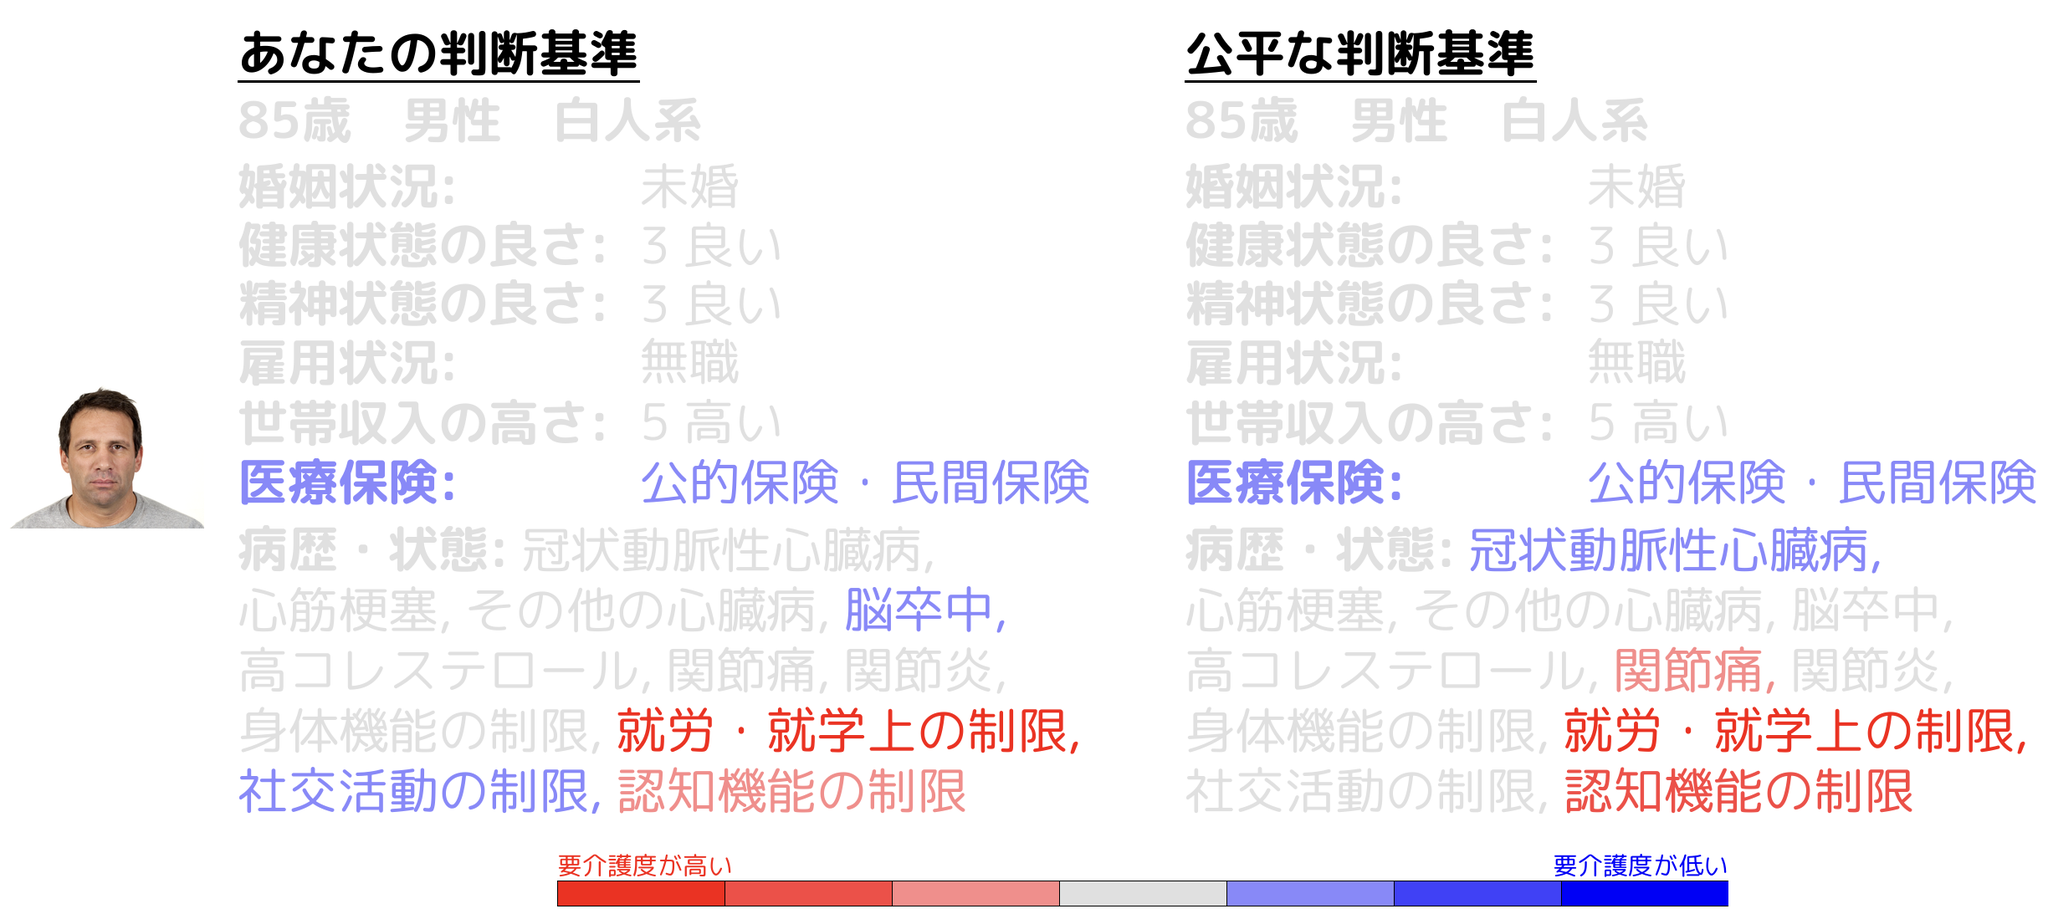 あなたの判断基準
85歳　男性　白人系
婚姻状況: 未婚
健康状態の良さ: 3 良い
精神状態の良さ: 3 良い
雇用状況: 無職
世帯収入の高さ: 5 高い
医療保険: 公的保険・民間保険
病歴・状態: 冠状動脈性心臓病,
心筋梗塞, その他の心臓病, 脳卒中,
高コレステロール, 関節痛, 関節炎,
身体機能の制限, 就労・就学上の制限,
社交活動の制限, 認知機能の制限
公平な判断基準
85歳　男性　白人系
婚姻状況: 未婚
健康状態の良さ: 3 良い
精神状態の良さ: 3 良い
雇用状況: 無職
世帯収入の高さ: 5 高い
医療保険: 公的保険・民間保険
病歴・状態: 冠状動脈性心臓病,
心筋梗塞, その他の心臓病, 脳卒中,
高コレステロール, 関節痛, 関節炎,
身体機能の制限, 就労・就学上の制限,
社交活動の制限, 認知機能の制限
要介護度が高い
要介護度が低い